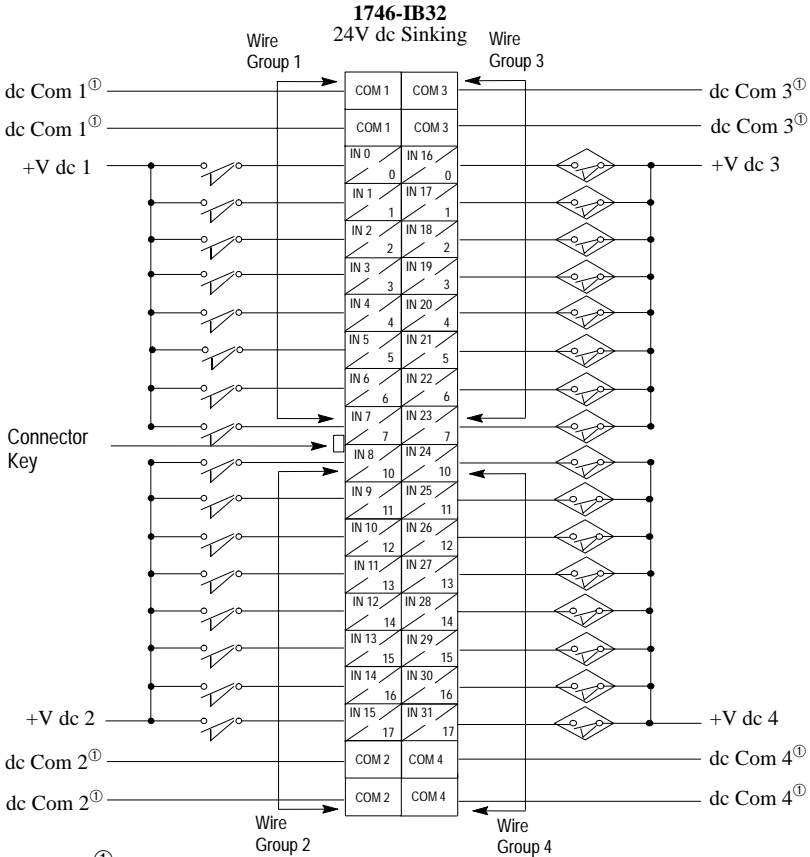 1746-IB32
24V dc Sinking
Wire
Group 1
Wire
Group 3
dc Com 1①
COM 1
COM 3
dc Com 3①
dc Com 1①
COM 1
COM 3
dc Com 3①
+V dc 1
IN 0
0
IN 16
0
+V dc 3
IN 1
1
IN 17
1
IN 2
2
IN 18
2
IN 3
3
IN 19
3
IN 4
4
IN 20
4
IN 5
5
IN 21
5
IN 6
6
IN 22
6
IN 7
7
IN 23
7
Connector
Key
IN 8
10
IN 24
10
IN 9
11
IN 25
11
IN 10
12
IN 26
12
IN 11
13
IN 27
13
IN 12
14
IN 28
14
IN 13
15
IN 29
15
IN 14
16
IN 30
16
+V dc 2
IN 15
17
IN 31
17
+V dc 4
dc Com 2①
COM 2
COM 4
dc Com 4①
dc Com 2①
COM 2
COM 4
dc Com 4①
Wire
Group 2
Wire
Group 4
①